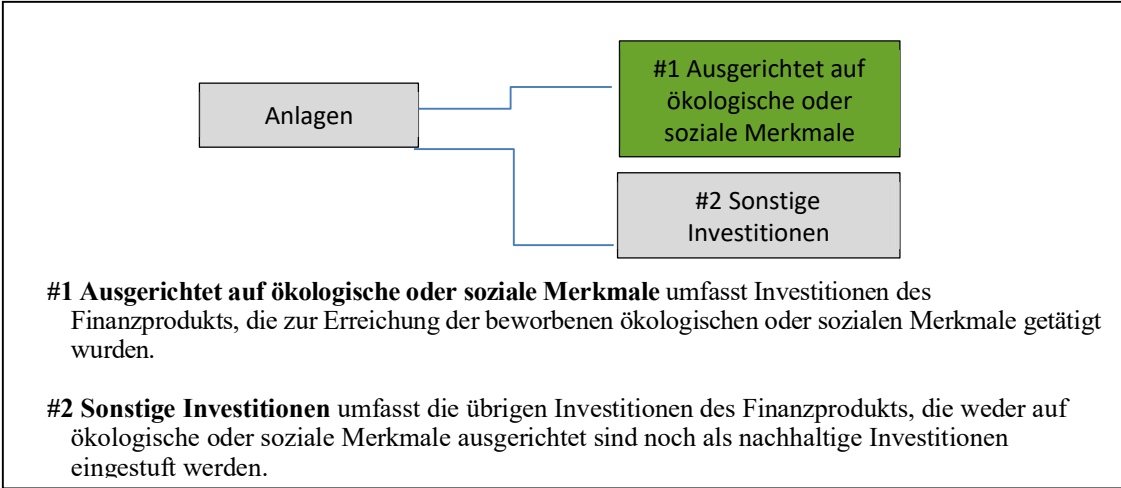 #1 Ausgerichtet auf
ökologische oder
soziale Merkmale
Anlagen
#2 Sonstige
Investitionen
#1 Ausgerichtet auf ökologische oder soziale Merkmale umfasst Investitionen des
Finanzprodukts, die zur Erreichung der beworbenen ökologischen oder sozialen Merkmale getätigt
wurden.
#2 Sonstige Investitionen umfasst die übrigen Investitionen des Finanzprodukts, die weder auf
ökologische oder soziale Merkmale ausgerichtet sind noch als nachhaltige Investitionen
eingestuft werden.